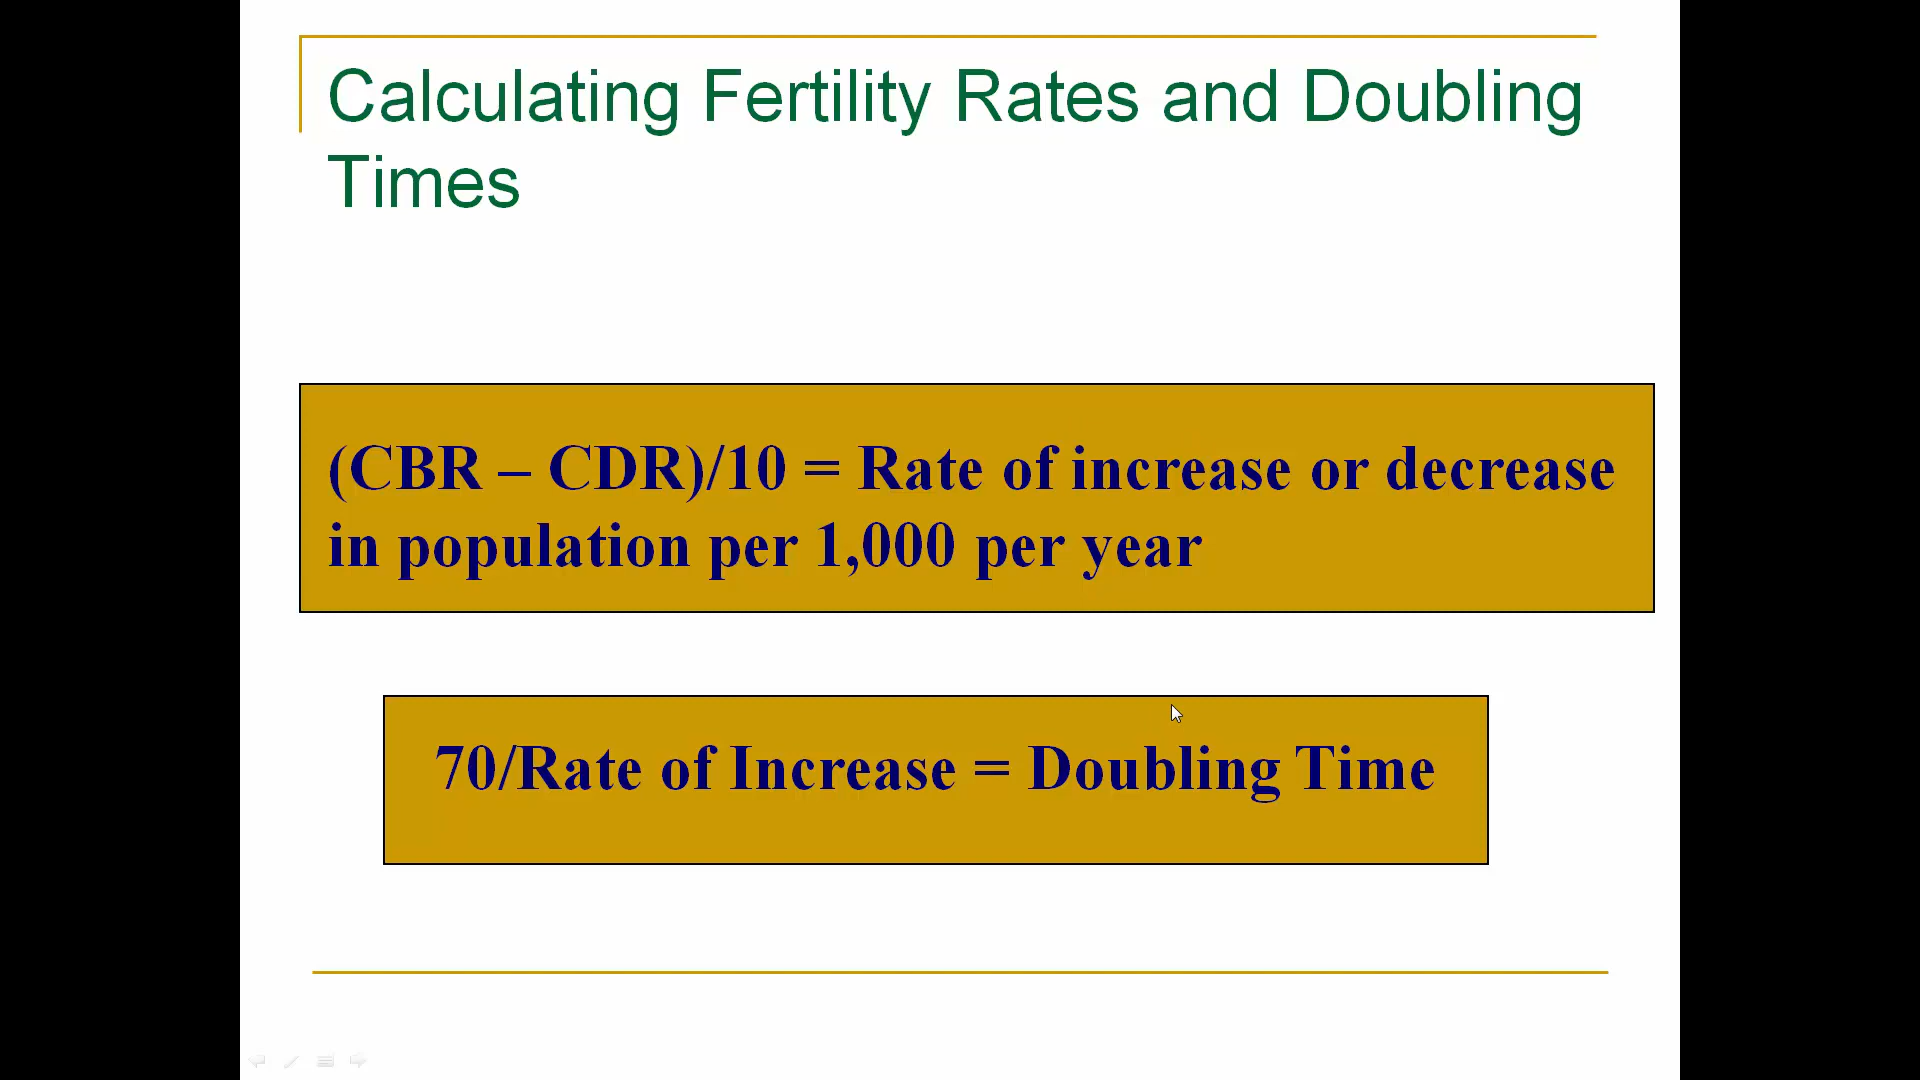 Calculating Fertility Rates and Doubling
Times
(CBR – CDR)/10 = Rate of increase or decrease
in population per 1,000 per year
70/Rate of Increase = Doubling Time